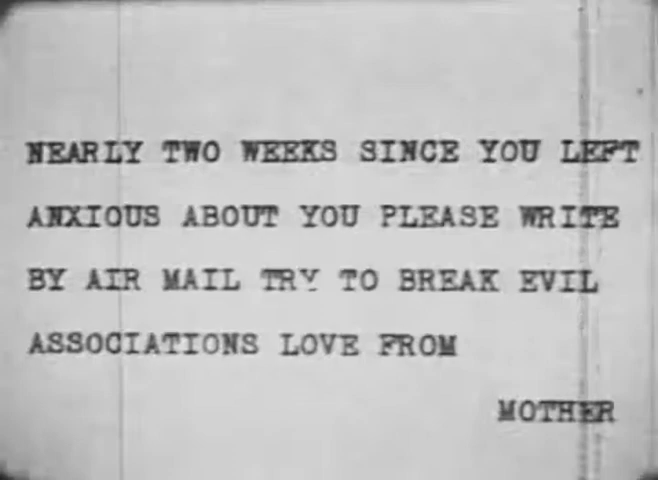 NEARLY TWO WEEKS SINCE YOU LEFT
ANXIOUS ABOUT YOU PLEASE WRITE
BY AIR MAIL TRY TO BREAK EVIL
ASSOCIATIONS LOVE FROM
MOTHER